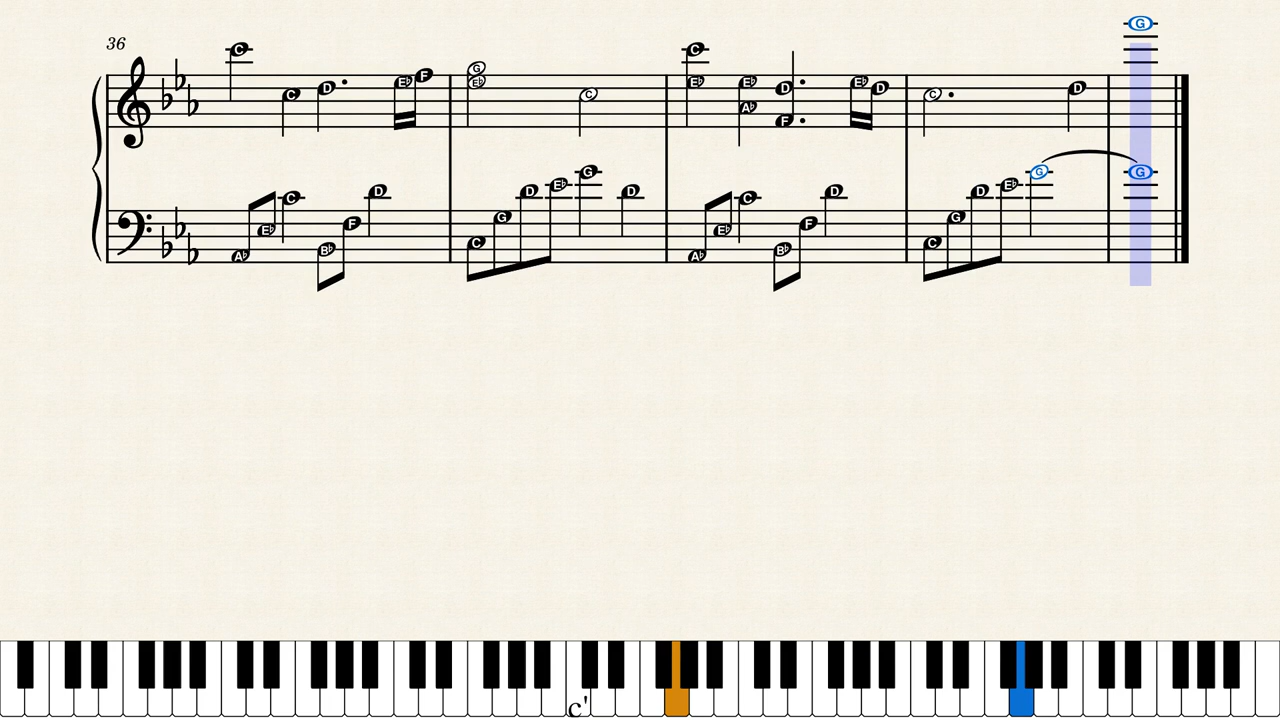 G
36
C C D E♭ F G E♭ C C E♭ E♭ A♭ D F E♭ D C D
A♭ E♭ C B♭ F D C G D E♭ G D A♭ E♭ C B♭ F D C G D E♭ G G
c'